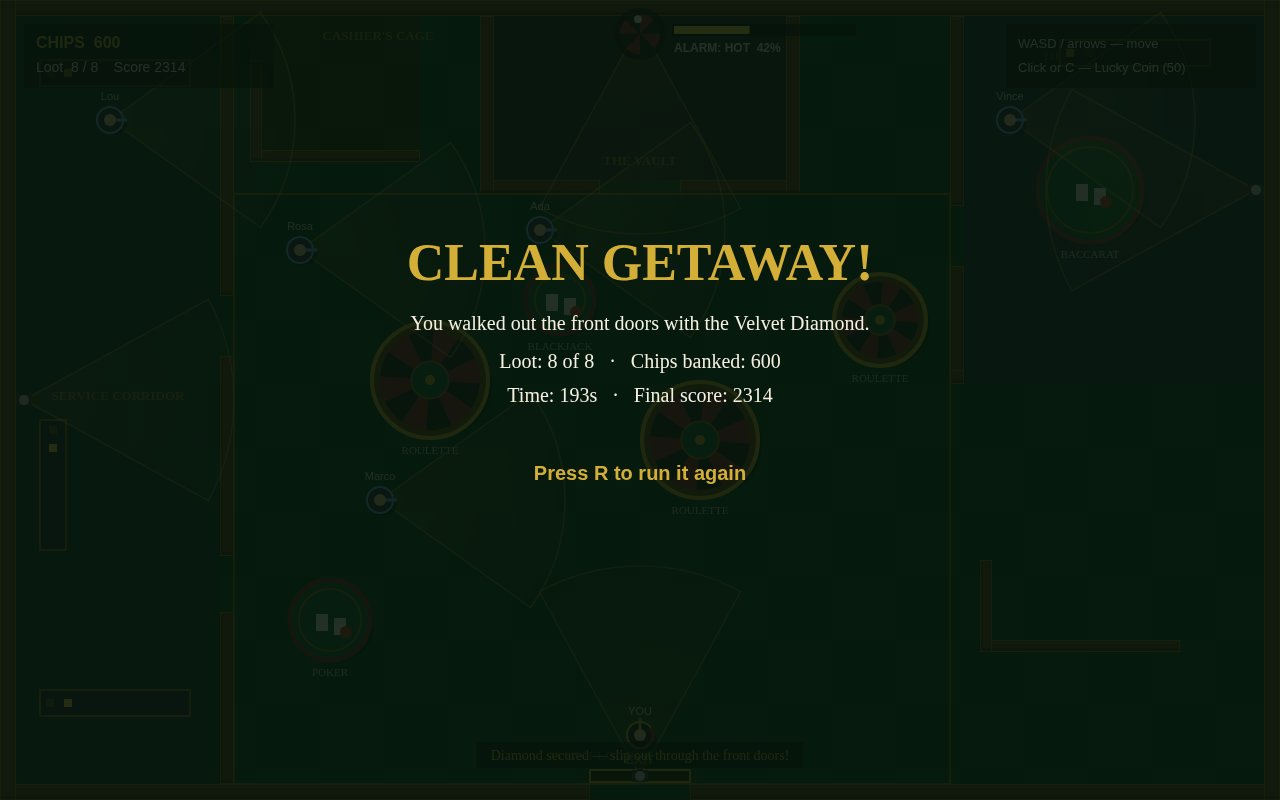 CASHIER'S CAGE
CHIPS 600
Loot 8 / 8 Score 2314
ALARM: HOT 42%
WASD / arrows — move
Click or C — Lucky Coin (50)
Lou
Vince
THE VAULT
Ada
Rosa
BACCARAT
CLEAN GETAWAY!
You walked out the front doors with the Velvet Diamond.
BLACKJACK
Loot: 8 of 8 · Chips banked: 600
ROULETTE
Time: 193s · Final score: 2314
SERVICE CORRIDOR
ROULETTE
Press R to run it again
Marco
ROULETTE
POKER
YOU
Diamond secured — slip out through the front doors!